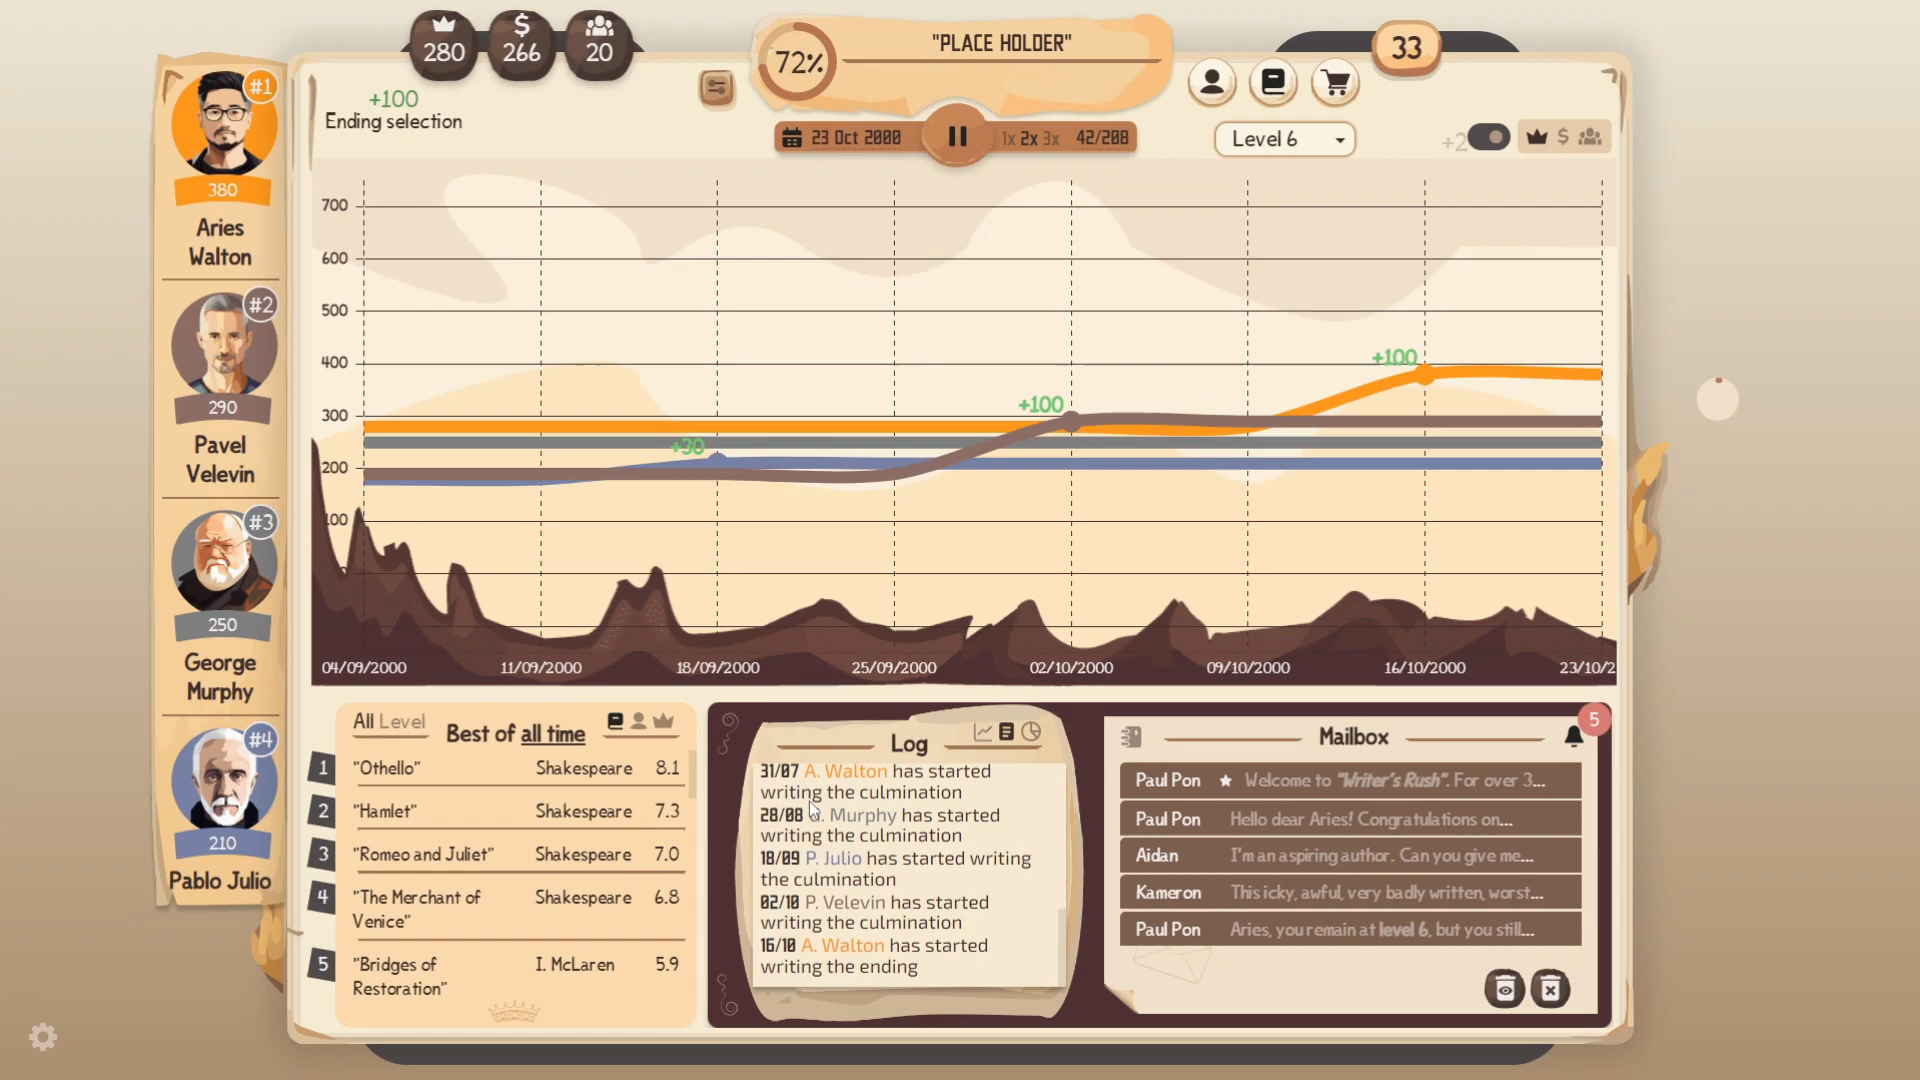 280
266
20
72%
"PLACE HOLDER"
33
+100
Ending selection
23 Oct 2000
1x 2x 3x
42/208
Level 6
+2
#1
380
Aries
Walton
#2
290
Pavel
Velevin
#3
250
George
Murphy
#4
210
Pablo Julio
700
600
500
400
300
200
100
0
+30
+100
+100
04/09/2000
11/09/2000
18/09/2000
25/09/2000
02/10/2000
09/10/2000
16/10/2000
23/10/2
All Level
Best of all time
1 "Othello" Shakespeare 8.1
2 "Hamlet" Shakespeare 7.3
3 "Romeo and Juliet" Shakespeare 7.0
4 "The Merchant of Shakespeare 6.8
Venice"
5 "Bridges of I. McLaren 5.9
Restoration"
Log
31/07 A. Walton has started
writing the culmination
28/08 Murphy has started
writing the culmination
18/09 P. Julio has started writing
the culmination
02/10 P. Velevin has started
writing the culmination
16/10 A. Walton has started
writing the ending
Mailbox
5
Paul Pon Welcome to "Writer's Rush". For over 3...
Paul Pon Hello dear Aries! Congratulations on...
Aidan I'm an aspiring author. Can you give me...
Kameron This icky, awful, very badly written, worst...
Paul Pon Aries, you remain at level 6, but you still...